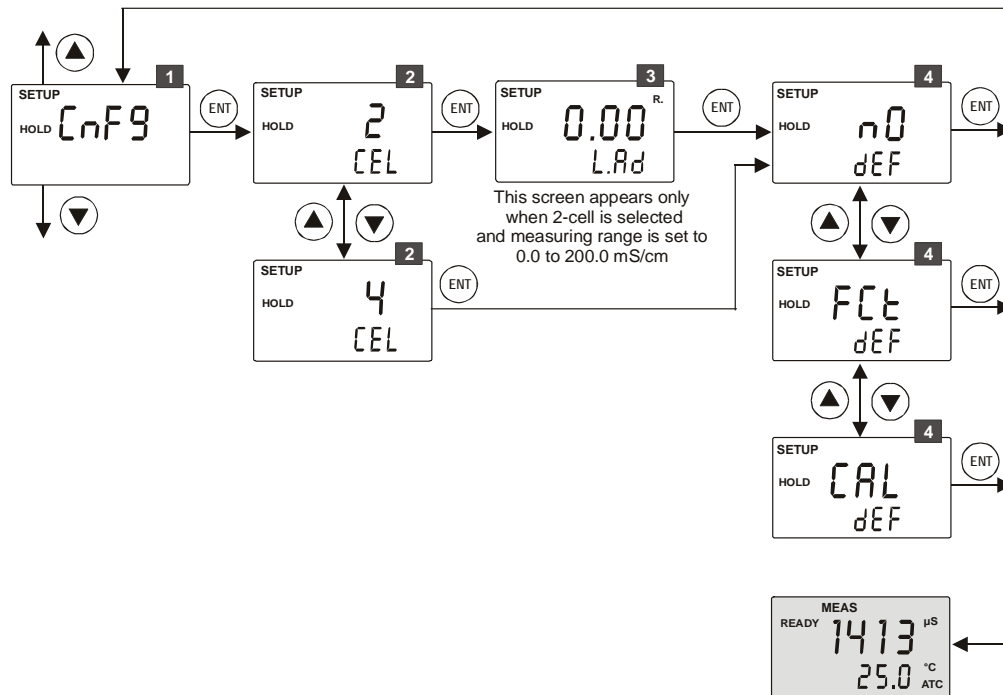 1
SETUP
HOLD CnF9
ENT
2
SETUP
HOLD 2
CEL
ENT
3
SETUP R.
HOLD 0.00
L.Ad
ENT
This screen appears only
when 2-cell is selected
and measuring range is set to
0.0 to 200.0 mS/cm
4
SETUP
HOLD n0
dEF
ENT
2
SETUP
HOLD 4
CEL
ENT
4
SETUP
HOLD FCt
dEF
ENT
4
SETUP
HOLD CAL
dEF
ENT
MEAS
READY 1413 µS
25.0 °C
ATC